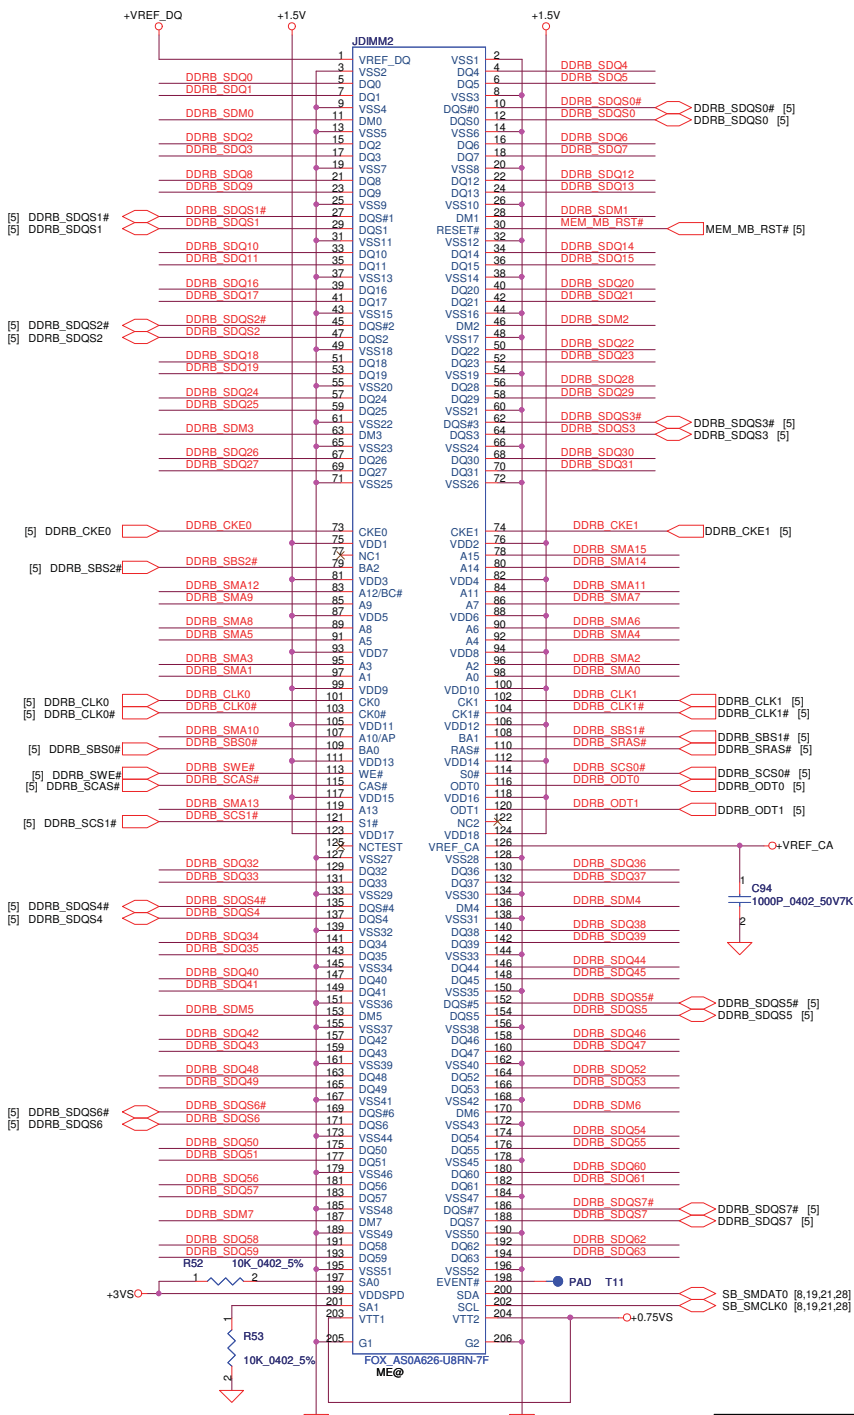 +VREF_DQ +1.5V +1.5V
JDIMM2
1 VREF_DQ VSS1 2
3 VSS2 DQ4 4 DDRB_SDQ4
DDRB_SDQ0 5 DQ0 DQ5 6 DDRB_SDQ5
DDRB_SDQ1 7 DQ1 VSS3 8
9 VSS4 DQS#0 10 DDRB_SDQS0# DDRB_SDQS0# [5]
DDRB_SDM0 11 DM0 DQS0 12 DDRB_SDQS0 DDRB_SDQS0 [5]
13 VSS5 VSS6 14
DDRB_SDQ2 15 DQ2 DQ6 16 DDRB_SDQ6
DDRB_SDQ3 17 DQ3 DQ7 18 DDRB_SDQ7
19 VSS7 VSS8 20
DDRB_SDQ8 21 DQ8 DQ12 22 DDRB_SDQ12
DDRB_SDQ9 23 DQ9 DQ13 24 DDRB_SDQ13
25 VSS9 VSS10 26
[5] DDRB_SDQS1# DDRB_SDQS1# 27 DQS#1 DM1 28 DDRB_SDM1
[5] DDRB_SDQS1 DDRB_SDQS1 29 DQS1 RESET# 30 MEM_MB_RST# MEM_MB_RST# [5]
31 VSS11 VSS12 32
DDRB_SDQ10 33 DQ10 DQ14 34 DDRB_SDQ14
DDRB_SDQ11 35 DQ11 DQ15 36 DDRB_SDQ15
37 VSS13 VSS14 38
DDRB_SDQ16 39 DQ16 DQ20 40 DDRB_SDQ20
DDRB_SDQ17 41 DQ17 DQ21 42 DDRB_SDQ21
43 VSS15 VSS16 44
[5] DDRB_SDQS2# DDRB_SDQS2# 45 DQS#2 DM2 46 DDRB_SDM2
[5] DDRB_SDQS2 DDRB_SDQS2 47 DQS2 VSS17 48
49 VSS18 DQ22 50 DDRB_SDQ22
DDRB_SDQ18 51 DQ18 DQ23 52 DDRB_SDQ23
DDRB_SDQ19 53 DQ19 VSS19 54
55 VSS20 DQ28 56 DDRB_SDQ28
DDRB_SDQ24 57 DQ24 DQ29 58 DDRB_SDQ29
DDRB_SDQ25 59 DQ25 VSS21 60
61 VSS22 DQS#3 62 DDRB_SDQS3# DDRB_SDQS3# [5]
DDRB_SDM3 63 DM3 DQS3 64 DDRB_SDQS3 DDRB_SDQS3 [5]
65 VSS23 VSS24 66
DDRB_SDQ26 67 DQ26 DQ30 68 DDRB_SDQ30
DDRB_SDQ27 69 DQ27 DQ31 70 DDRB_SDQ31
71 VSS25 VSS26 72
[5] DDRB_CKE0 DDRB_CKE0 73 CKE0 CKE1 74 DDRB_CKE1 DDRB_CKE1 [5]
75 VDD1 VDD2 76
77 NC1 A15 78 DDRB_SMA15
[5] DDRB_SBS2# DDRB_SBS2# 79 BA2 A14 80 DDRB_SMA14
81 VDD3 VDD4 82
DDRB_SMA12 83 A12/BC# A11 84 DDRB_SMA11
DDRB_SMA9 85 A9 A7 86 DDRB_SMA7
87 VDD5 VDD6 88
DDRB_SMA8 89 A8 A6 90 DDRB_SMA6
DDRB_SMA5 91 A5 A4 92 DDRB_SMA4
93 VDD7 VDD8 94
DDRB_SMA3 95 A3 A2 96 DDRB_SMA2
DDRB_SMA1 97 A1 A0 98 DDRB_SMA0
99 VDD9 VDD10 100
[5] DDRB_CLK0 DDRB_CLK0 101 CK0 CK1 102 DDRB_CLK1 DDRB_CLK1 [5]
[5] DDRB_CLK0# DDRB_CLK0# 103 CK0# CK1# 104 DDRB_CLK1# DDRB_CLK1# [5]
105 VDD11 VDD12 106
DDRB_SMA10 107 A10/AP BA1 108 DDRB_SBS1# DDRB_SBS1# [5]
[5] DDRB_SBS0# DDRB_SBS0# 109 BA0 RAS# 110 DDRB_SRAS# DDRB_SRAS# [5]
111 VDD13 VDD14 112
[5] DDRB_SWE# DDRB_SWE# 113 WE# S0# 114 DDRB_SCS0# DDRB_SCS0# [5]
[5] DDRB_SCAS# DDRB_SCAS# 115 CAS# ODT0 116 DDRB_ODT0 DDRB_ODT0 [5]
117 VDD15 VDD16 118
DDRB_SMA13 119 A13 ODT1 120 DDRB_ODT1 DDRB_ODT1 [5]
[5] DDRB_SCS1# DDRB_SCS1# 121 S1# NC2 122
123 VDD17 VDD18 124
125 NCTEST VREF_CA 126 +VREF_CA
127 VSS27 VSS28 128
DDRB_SDQ32 129 DQ32 DQ36 130 DDRB_SDQ36
DDRB_SDQ33 131 DQ33 DQ37 132 DDRB_SDQ37
1 C94
1000P_0402_50V7K
2
133 VSS29 VSS30 134
[5] DDRB_SDQS4# DDRB_SDQS4# 135 DQS#4 DM4 136 DDRB_SDM4
[5] DDRB_SDQS4 DDRB_SDQS4 137 DQS4 VSS31 138
139 VSS32 DQ38 140 DDRB_SDQ38
DDRB_SDQ34 141 DQ34 DQ39 142 DDRB_SDQ39
DDRB_SDQ35 143 DQ35 VSS33 144
145 VSS34 DQ44 146 DDRB_SDQ44
DDRB_SDQ40 147 DQ40 DQ45 148 DDRB_SDQ45
DDRB_SDQ41 149 DQ41 VSS35 150
151 VSS36 DQS#5 152 DDRB_SDQS5# DDRB_SDQS5# [5]
DDRB_SDM5 153 DM5 DQS5 154 DDRB_SDQS5 DDRB_SDQS5 [5]
155 VSS37 VSS38 156
DDRB_SDQ42 157 DQ42 DQ46 158 DDRB_SDQ46
DDRB_SDQ43 159 DQ43 DQ47 160 DDRB_SDQ47
161 VSS39 VSS40 162
DDRB_SDQ48 163 DQ48 DQ52 164 DDRB_SDQ52
DDRB_SDQ49 165 DQ49 DQ53 166 DDRB_SDQ53
167 VSS41 VSS42 168
[5] DDRB_SDQS6# DDRB_SDQS6# 169 DQS#6 DM6 170 DDRB_SDM6
[5] DDRB_SDQS6 DDRB_SDQS6 171 DQS6 VSS43 172
173 VSS44 DQ54 174 DDRB_SDQ54
DDRB_SDQ50 175 DQ50 DQ55 176 DDRB_SDQ55
DDRB_SDQ51 177 DQ51 VSS45 178
179 VSS46 DQ60 180 DDRB_SDQ60
DDRB_SDQ56 181 DQ56 DQ61 182 DDRB_SDQ61
DDRB_SDQ57 183 DQ57 VSS47 184
185 VSS48 DQS#7 186 DDRB_SDQS7# DDRB_SDQS7# [5]
DDRB_SDM7 187 DM7 DQS7 188 DDRB_SDQS7 DDRB_SDQS7 [5]
189 VSS49 VSS50 190
DDRB_SDQ58 191 DQ58 DQ62 192 DDRB_SDQ62
DDRB_SDQ59 193 DQ59 DQ63 194 DDRB_SDQ63
R52 10K_0402_5% 195 VSS51 VSS52 196
1 2 197 SA0 EVENT# 198 PAD T11
+3VS 199 VDDSPD SDA 200 SB_SMDAT0 [8,19,21,28]
201 SA1 SCL 202 SB_SMCLK0 [8,19,21,28]
203 VTT1 VTT2 204 +0.75VS
1
R53
205 G1 G2 206
10K_0402_5%
2
FOX_AS0A626-U8RN-7F
ME@